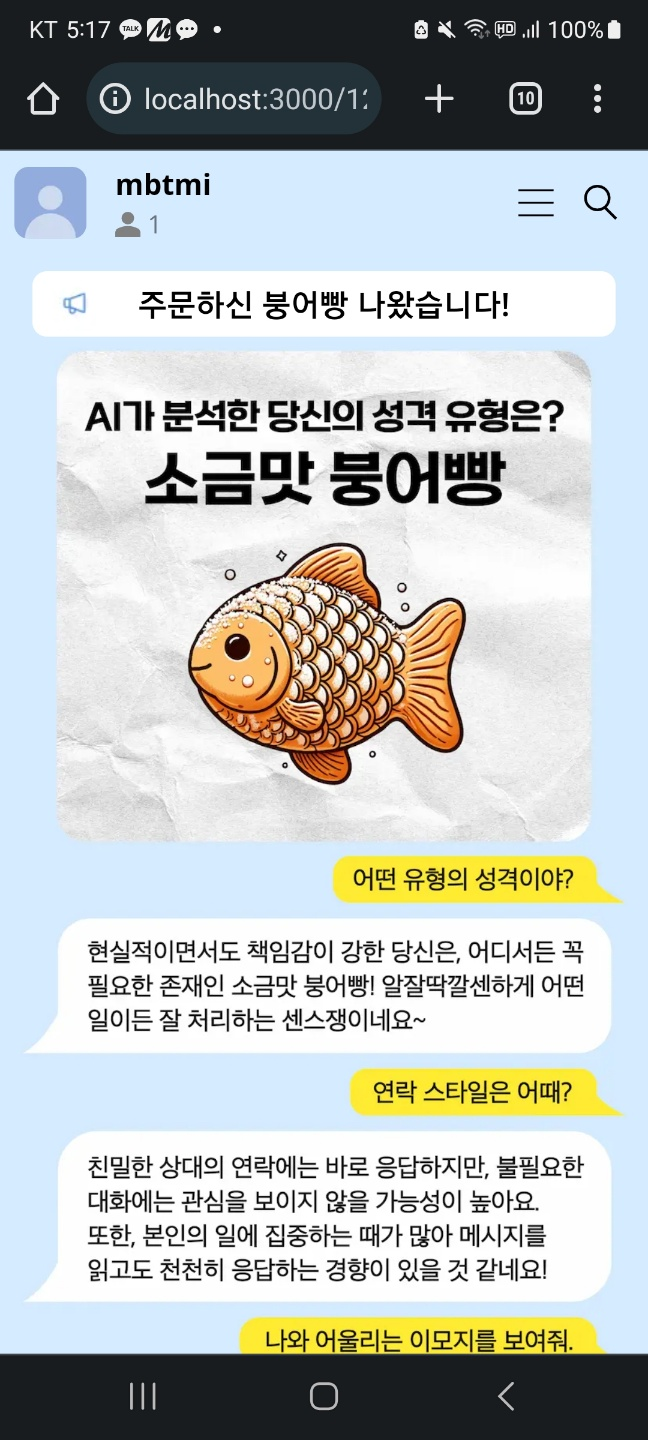 KT 5:17 TALK M HD 100%
localhost:3000/12
10
mbtmi
1
주문하신 붕어빵 나왔습니다!
AI가 분석한 당신의 성격 유형은?
소금맛 붕어빵
어떤 유형의 성격이야?
현실적이면서도 책임감이 강한 당신은, 어디서든 꼭
필요한 존재인 소금맛 붕어빵! 알잘딱깔센하게 어떤
일이든 잘 처리하는 센스쟁이네요~
연락 스타일은 어때?
친밀한 상대의 연락에는 바로 응답하지만, 불필요한
대화에는 관심을 보이지 않을 가능성이 높아요.
또한, 본인의 일에 집중하는 때가 많아 메시지를
읽고도 천천히 응답하는 경향이 있을 것 같네요!
나와 어울리는 이모지를 보여줘.